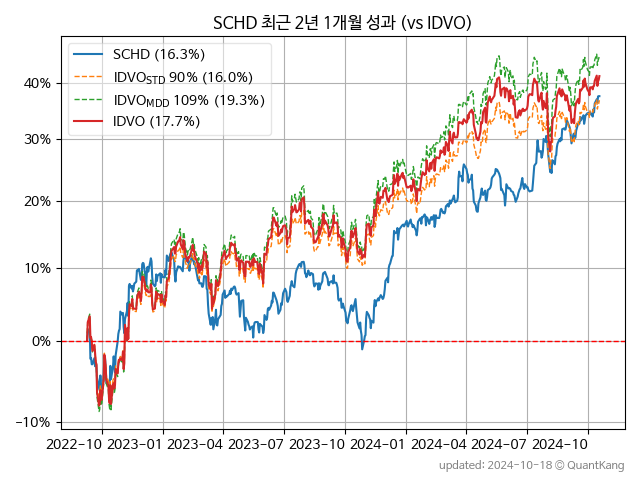 SCHD 최근 2년 1개월 성과 (vs IDVO)
SCHD (16.3%)
IDVO_STD 90% (16.0%)
IDVO_MDD 109% (19.3%)
IDVO (17.7%)
40%
30%
20%
10%
0%
−10%
2022-10 2023-01 2023-04 2023-07 2023-10 2024-01 2024-04 2024-07 2024-10
updated: 2024-10-18 © QuantKang